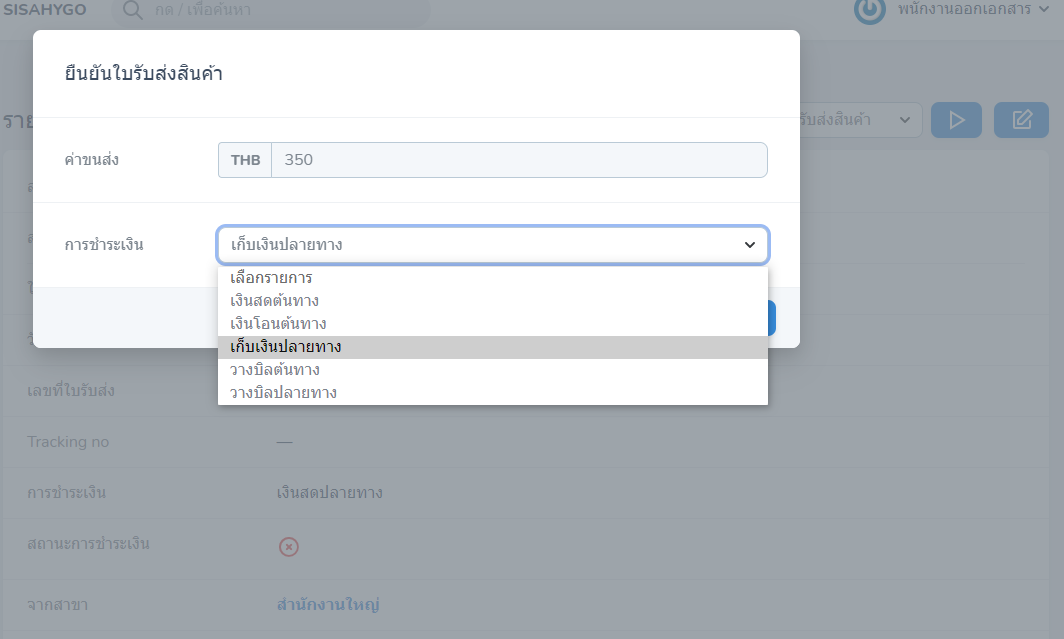 SISAHYGO
กด / เพื่อค้นหา
พนักงานออกเอกสาร
ยืนยันใบรับส่งสินค้า
ราย
รับส่งสินค้า
ค่าขนส่ง
THB
350
การชำระเงิน
เก็บเงินปลายทาง
เลือกรายการ
เงินสดต้นทาง
เงินโอนต้นทาง
เก็บเงินปลายทาง
วางบิลต้นทาง
วางบิลปลายทาง
เลขที่ใบรับส่ง
Tracking no
—
การชำระเงิน
เงินสดปลายทาง
สถานะการชำระเงิน
จากสาขา
สำนักงานใหญ่